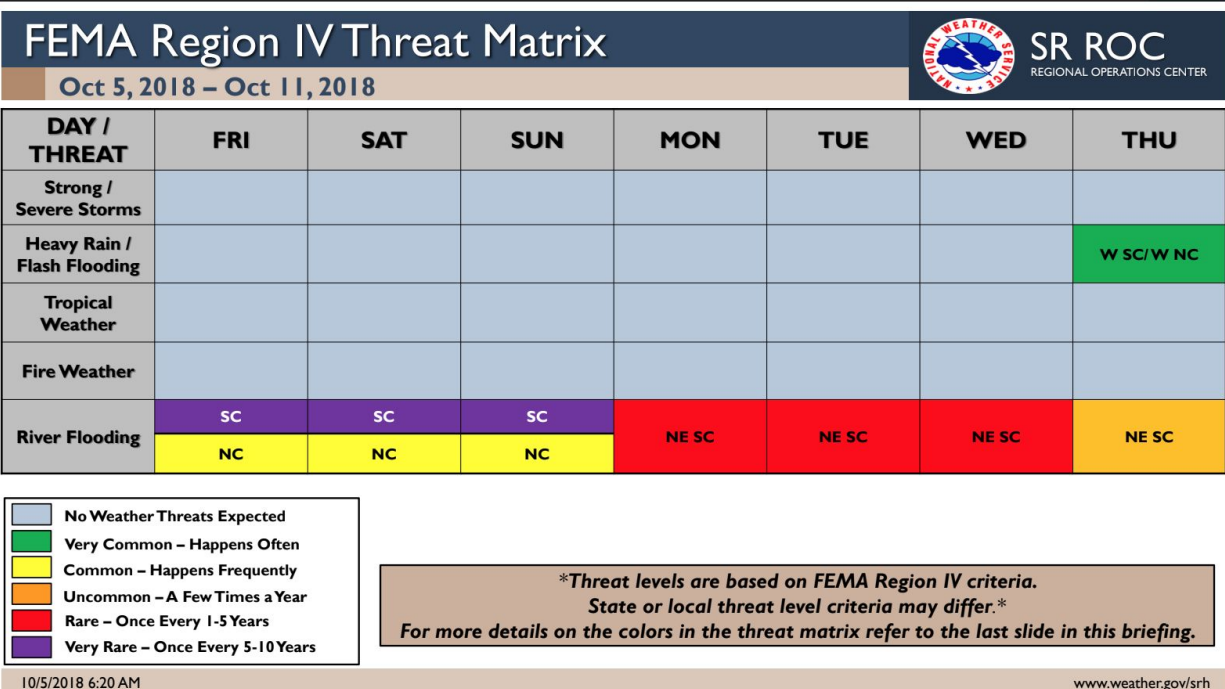 FEMA Region IV Threat Matrix
Oct 5, 2018 – Oct 11, 2018
NATIONAL WEATHER SERVICE
SR ROC
REGIONAL OPERATIONS CENTER
DAY / THREAT FRI SAT SUN MON TUE WED THU
Strong /
Severe Storms
Heavy Rain /
Flash Flooding
W SC/ W NC
Tropical
Weather
Fire Weather
River Flooding
SC SC SC
NC NC NC
NE SC NE SC NE SC NE SC
No Weather Threats Expected
Very Common – Happens Often
Common – Happens Frequently
Uncommon – A Few Times a Year
Rare – Once Every 1-5 Years
Very Rare – Once Every 5-10 Years
*Threat levels are based on FEMA Region IV criteria.
State or local threat level criteria may differ.*
For more details on the colors in the threat matrix refer to the last slide in this briefing.
10/5/2018 6:20 AM
www.weather.gov/srh